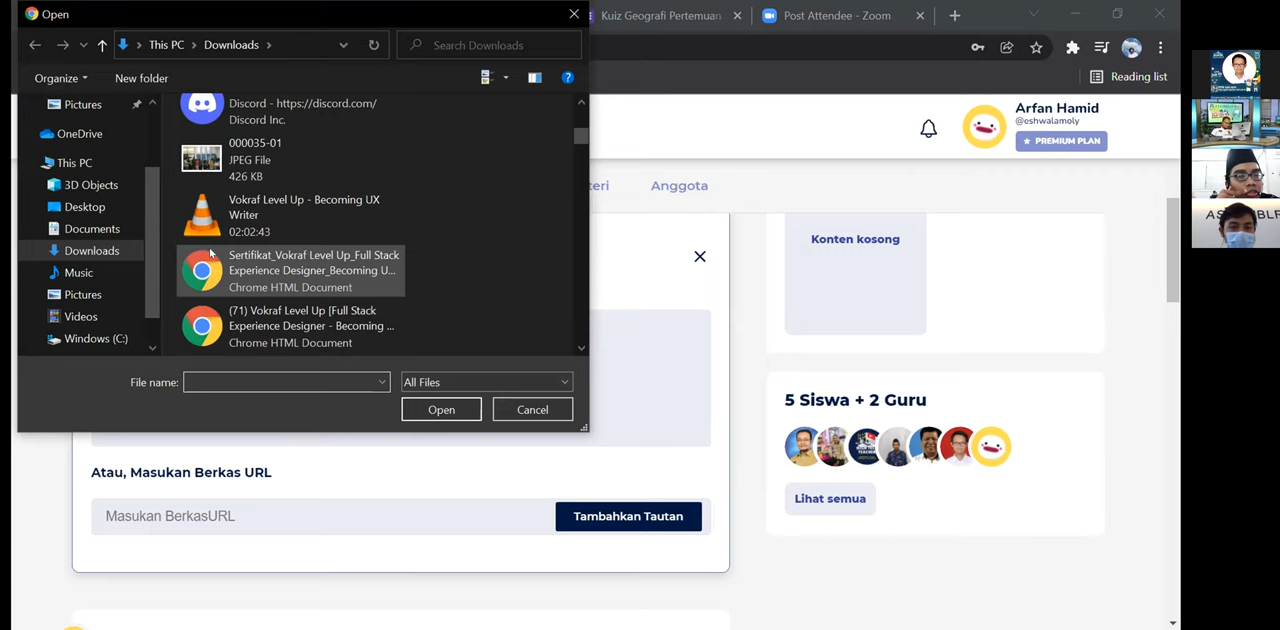 Open
Kuiz Geografi Pertemuan
Post Attendee - Zoom
This PC
Downloads
Search Downloads
Organize
New folder
Reading list
Pictures
OneDrive
This PC
3D Objects
Desktop
Documents
Downloads
Music
Pictures
Videos
Windows (C:)
Discord - https://discord.com/
Discord Inc.
000035-01
JPEG File
426 KB
Vokraf Level Up - Becoming UX
Writer
02:02:43
Sertifikat_Vokraf Level Up_Full Stack
Experience Designer_Becoming U...
Chrome HTML Document
(71) Vokraf Level Up [Full Stack
Experience Designer - Becoming ...
Chrome HTML Document
File name:
All Files
Open
Cancel
Arfan Hamid
@eshwalamoly
PREMIUM PLAN
teri
Anggota
Konten kosong
5 Siswa + 2 Guru
Lihat semua
Atau, Masukan Berkas URL
Masukan BerkasURL
Tambahkan Tautan